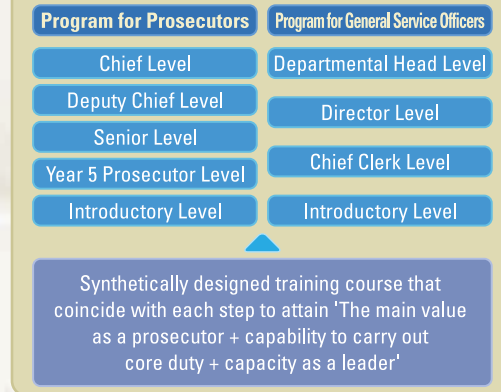 Program for Prosecutors
Chief Level
Deputy Chief Level
Senior Level
Year 5 Prosecutor Level
Introductory Level
Program for General Service Officers
Departmental Head Level
Director Level
Chief Clerk Level
Introductory Level
Synthetically designed training course that
coincide with each step to attain 'The main value
as a prosecutor + capability to carry out
core duty + capacity as a leader'